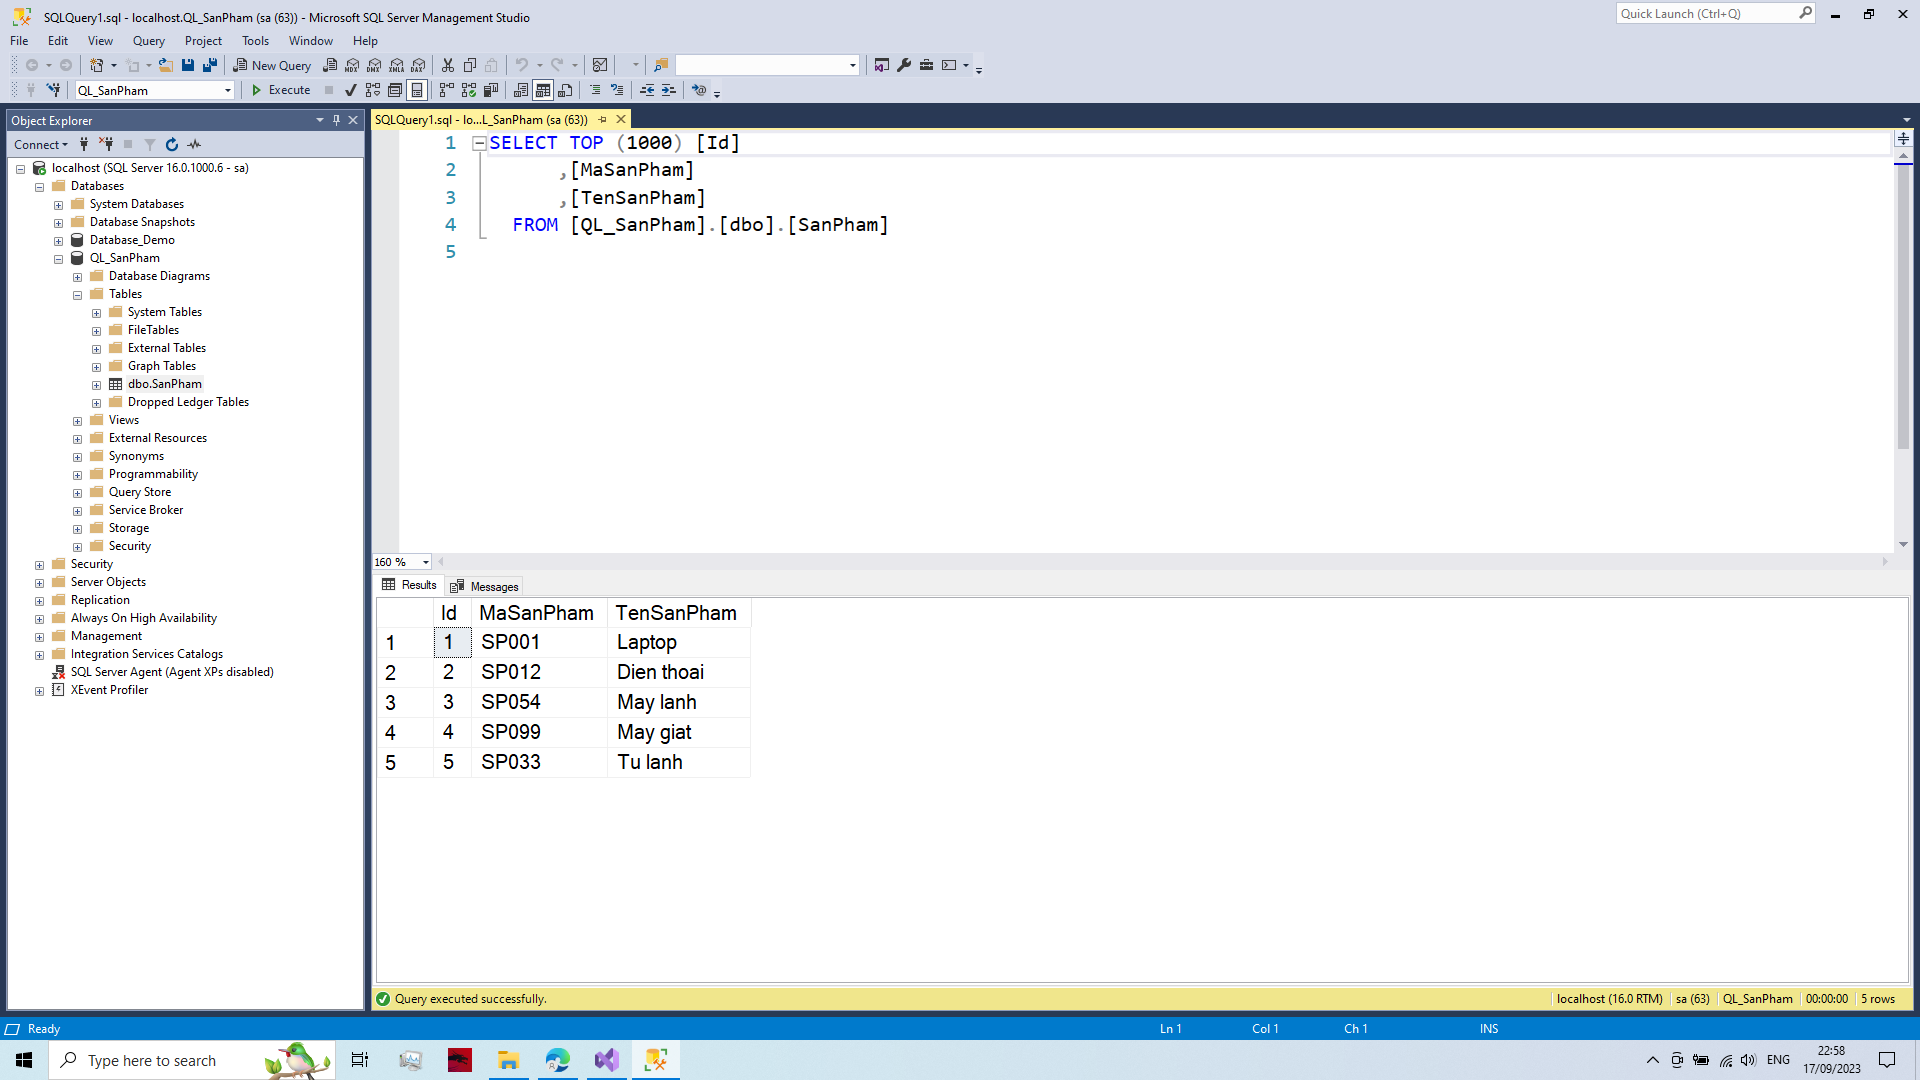 SQLQuery1.sql - localhost.QL_SanPham (sa (63)) - Microsoft SQL Server Management Studio
Quick Launch (Ctrl+Q)
File Edit View Query Project Tools Window Help
New Query MDX DMX XMLA DAX
QL_SanPham Execute
Object Explorer
SQLQuery1.sql - lo...L_SanPham (sa (63))
Connect
localhost (SQL Server 16.0.1000.6 - sa)
Databases
System Databases
Database Snapshots
Database_Demo
QL_SanPham
Database Diagrams
Tables
System Tables
FileTables
External Tables
Graph Tables
dbo.SanPham
Dropped Ledger Tables
Views
External Resources
Synonyms
Programmability
Query Store
Service Broker
Storage
Security
Security
Server Objects
Replication
Always On High Availability
Management
Integration Services Catalogs
SQL Server Agent (Agent XPs disabled)
XEvent Profiler
1 SELECT TOP (1000) [Id]
2 ,[MaSanPham]
3 ,[TenSanPham]
4 FROM [QL_SanPham].[dbo].[SanPham]
5
160 %
Results Messages
Id MaSanPham TenSanPham
1 1 SP001 Laptop
2 2 SP012 Dien thoai
3 3 SP054 May lanh
4 4 SP099 May giat
5 5 SP033 Tu lanh
Query executed successfully. localhost (16.0 RTM) sa (63) QL_SanPham 00:00:00 5 rows
Ready Ln 1 Col 1 Ch 1 INS
Type here to search ENG 22:58
17/09/2023